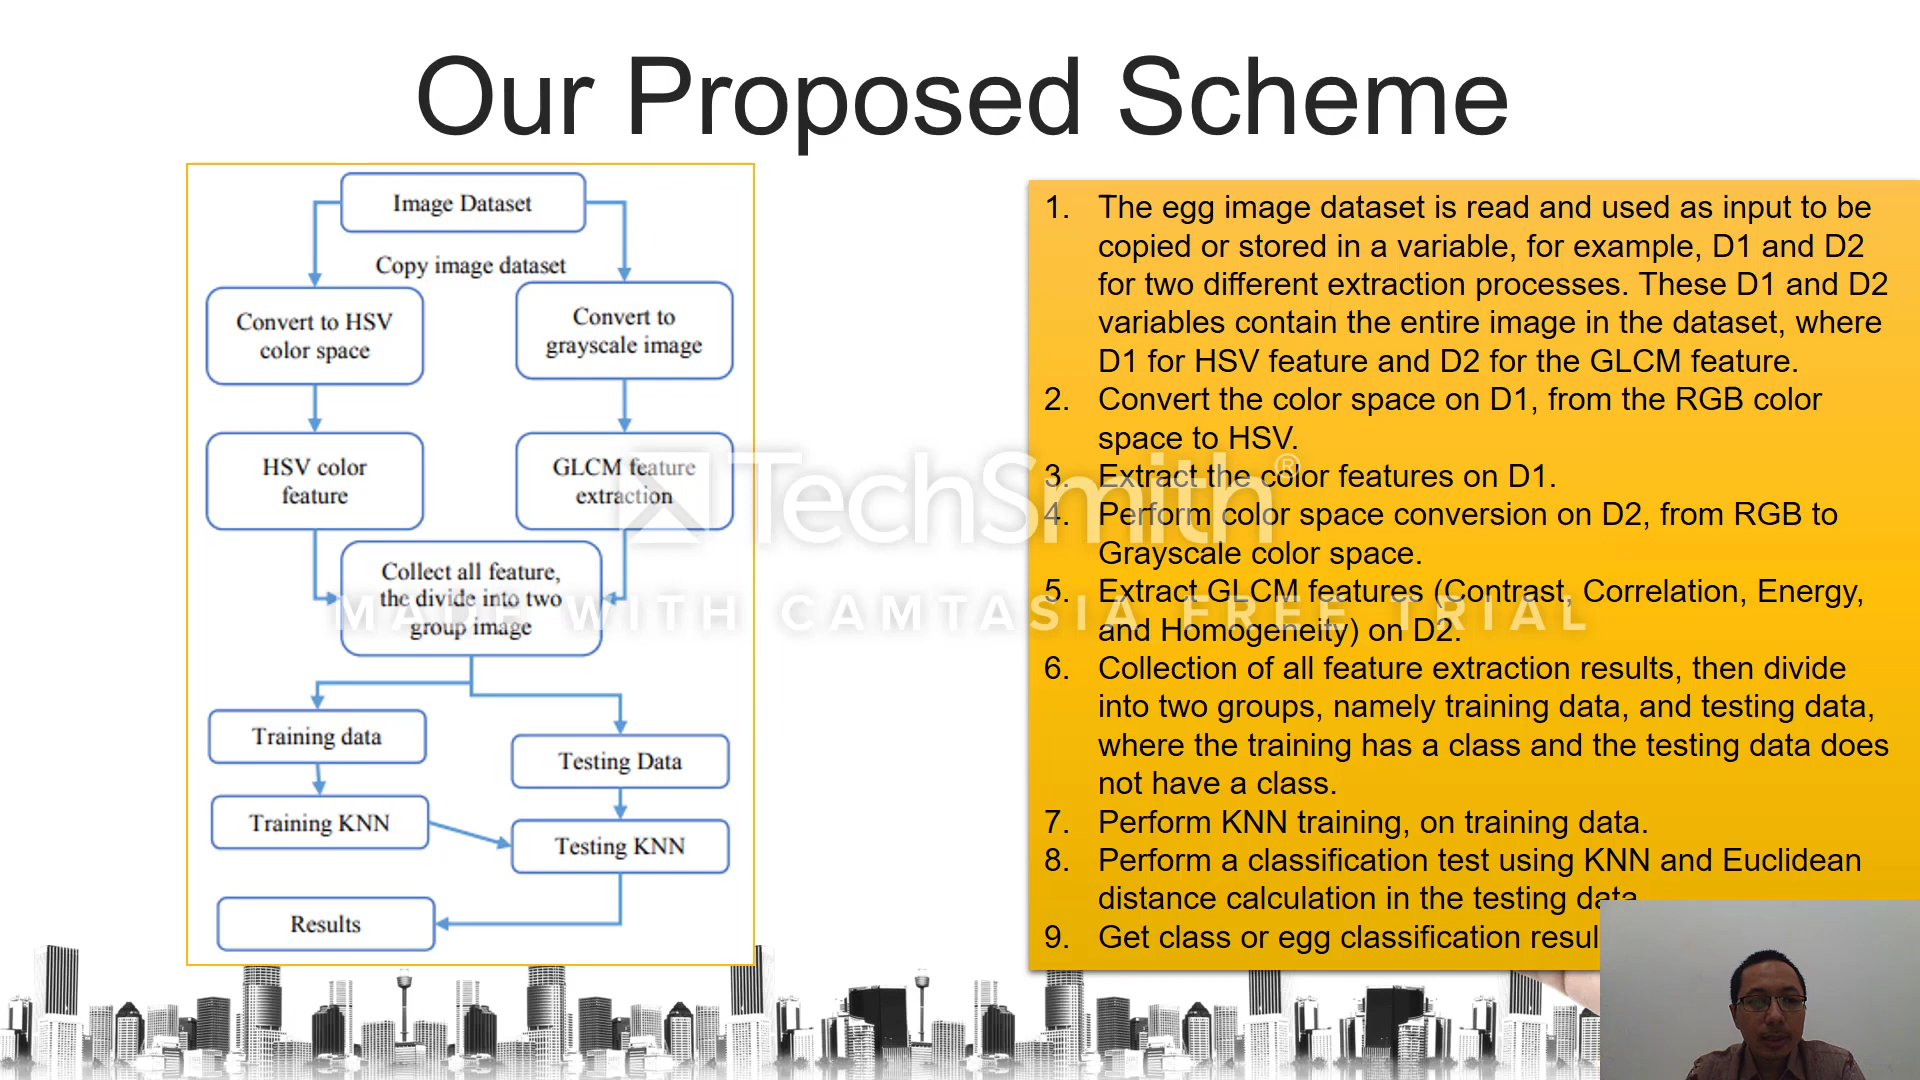 Our Proposed Scheme
Image Dataset
Copy image dataset
Convert to HSV
color space
Convert to
grayscale image
HSV color
feature
GLCM feature
extraction
Collect all feature,
the divide into two
group image
Training data
Testing Data
Training KNN
Testing KNN
Results
1. The egg image dataset is read and used as input to be
copied or stored in a variable, for example, D1 and D2
for two different extraction processes. These D1 and D2
variables contain the entire image in the dataset, where
D1 for HSV feature and D2 for the GLCM feature.
2. Convert the color space on D1, from the RGB color
space to HSV.
3. Extract the color features on D1.
4. Perform color space conversion on D2, from RGB to
Grayscale color space.
5. Extract GLCM features (Contrast, Correlation, Energy,
and Homogeneity) on D2.
6. Collection of all feature extraction results, then divide
into two groups, namely training data, and testing data,
where the training has a class and the testing data does
not have a class.
7. Perform KNN training, on training data.
8. Perform a classification test using KNN and Euclidean
distance calculation in the testing data
9. Get class or egg classification resul
TechSmith®
MADE WITH CAMTASIA FREE TRIAL